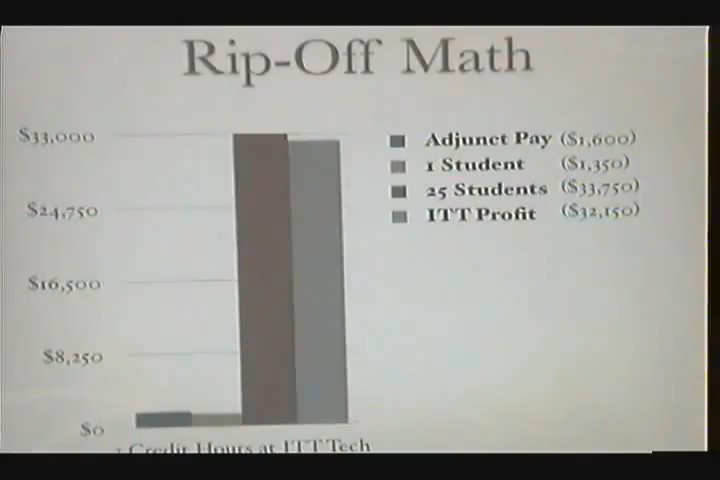 Rip-Off Math
$33,000
$24,750
$16,500
$8,250
$0
Adjunct Pay ($1,600)
1 Student ($1,350)
25 Students ($33,750)
ITT Profit ($32,150)
Credit Hours at ITT Tech